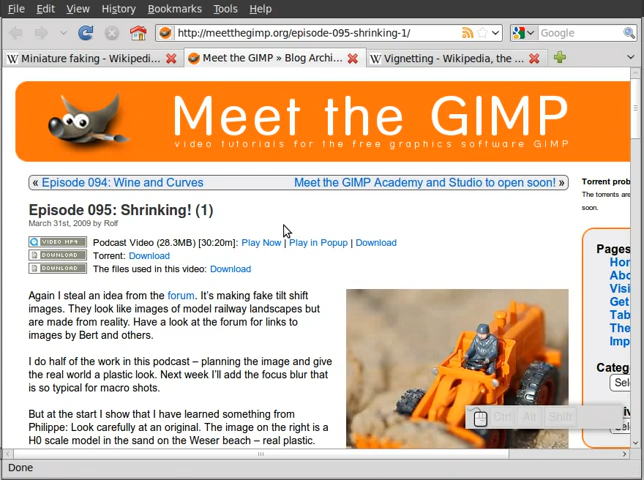 File Edit View History Bookmarks Tools Help
http://meetthegimp.org/episode-095-shrinking-1/
Google
Miniature faking - Wikipedi...
Meet the GIMP » Blog Archi...
Vignetting - Wikipedia, the ...
Meet the GIMP
video tutorials for the free graphics software GIMP
« Episode 094: Wine and Curves
Meet the GIMP Academy and Studio to open soon! »
Episode 095: Shrinking! (1)
March 31st, 2009 by Rolf
VIDEO MP4 Podcast Video (28.3MB) [30:20m]: Play Now | Play in Popup | Download
DOWNLOAD Torrent: Download
DOWNLOAD The files used in this video: Download
Again I steal an idea from the forum. It's making fake tilt shift
images. They look like images of model railway landscapes but
are made from reality. Have a look at the forum for links to
images by Bert and others.
I do half of the work in this podcast – planning the image and give
the real world a plastic look. Next week I'll add the focus blur that
is so typical for macro shots.
But at the start I show that I have learned something from
Philippe: Look carefully at an original. The image on the right is a
H0 scale model in the sand on the Weser beach – real plastic.
Ctrl Alt Shift
Torrent prob
The torrents are
soon.
Pages
Hor
Abo
Visi
Get
Tab
The
Imp
Categ
Sel
Sel
Done